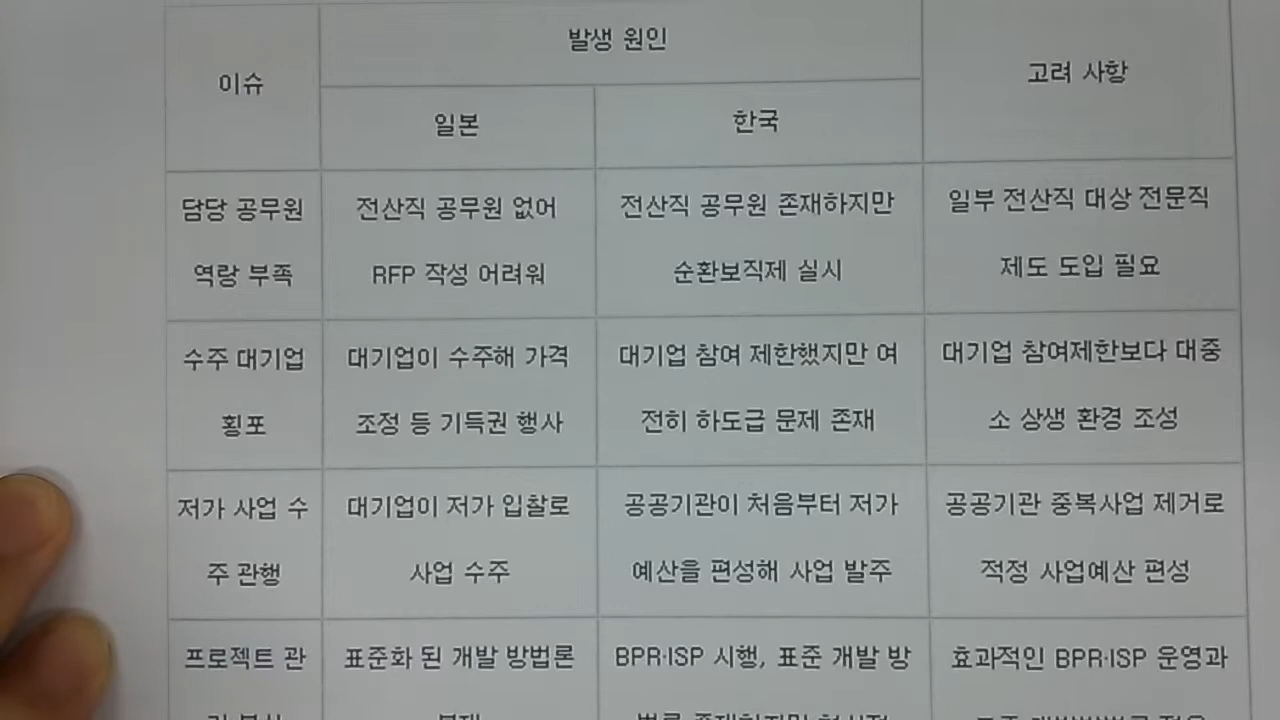 이슈
발생 원인
고려 사항
일본
한국
담당 공무원
역량 부족
전산직 공무원 없어
RFP 작성 어려워
전산직 공무원 존재하지만
순환보직제 실시
일부 전산직 대상 전문직
제도 도입 필요
수주 대기업
횡포
대기업이 수주해 가격
조정 등 기득권 행사
대기업 참여 제한했지만 여
전히 하도급 문제 존재
대기업 참여제한보다 대중
소 상생 환경 조성
저가 사업 수
주 관행
대기업이 저가 입찰로
사업 수주
공공기관이 처음부터 저가
예산을 편성해 사업 발주
공공기관 중복사업 제거로
적정 사업예산 편성
프로젝트 관
표준화 된 개발 방법론
BPR·ISP 시행, 표준 개발 방
효과적인 BPR·ISP 운영과